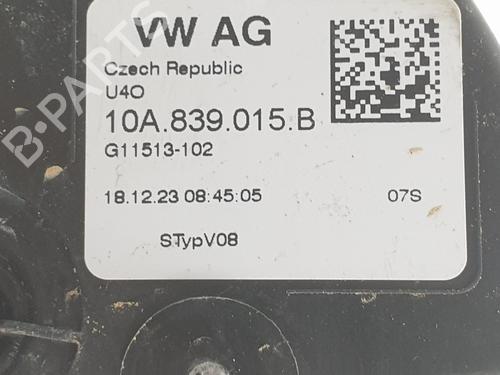 VW AG
Czech Republic
U4O
10A.839.015.B
G11513-102
18.12.23 08:45:05 07S
STypV08
B-PARTS